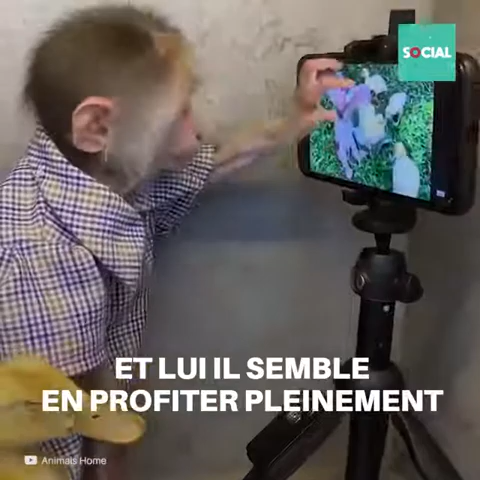 SOCIAL
ET LUI IL SEMBLE
EN PROFITER PLEINEMENT
Animals Home